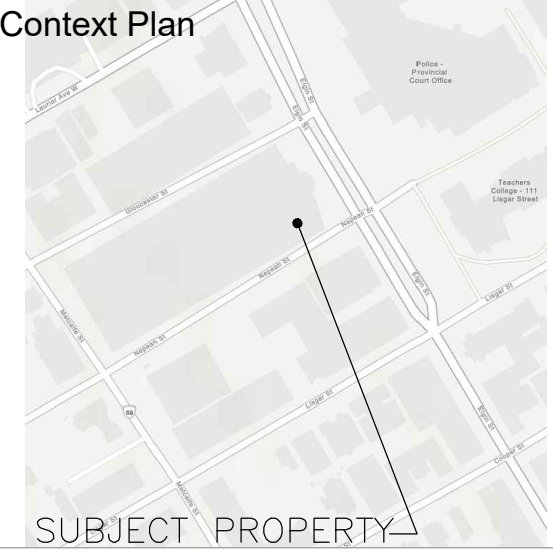 Context Plan
Laurier Ave W
Elgin St
Elgin St
Police -
Provincial
Court Office
Teachers
College - 111
Lisgar Street
Gloucester St
Nepean St
Nepean St
Elgin St
Lisgar St
Metcalfe St
Nepean St
89
Lisgar St
Elgin St
Cooper St
Metcalfe St
SUBJECT PROPERTY